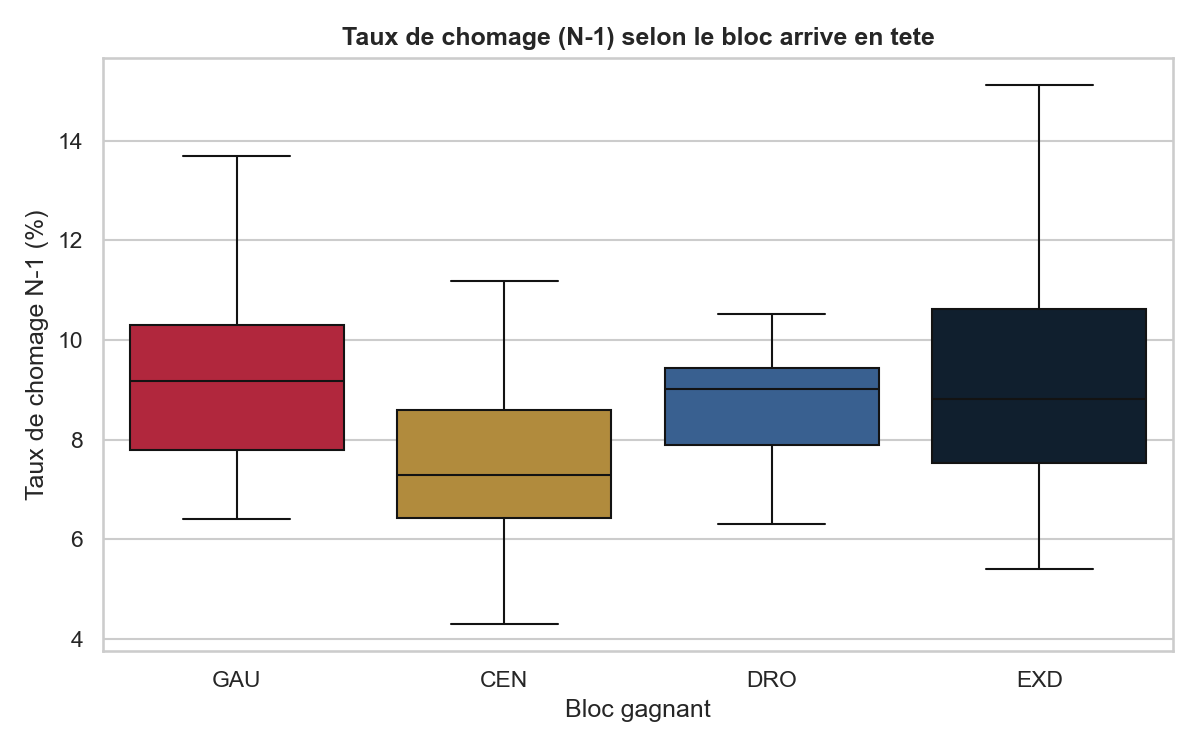 Taux de chomage (N-1) selon le bloc arrive en tete
Taux de chomage N-1 (%)
14
12
10
8
6
4
GAU CEN DRO EXD
Bloc gagnant